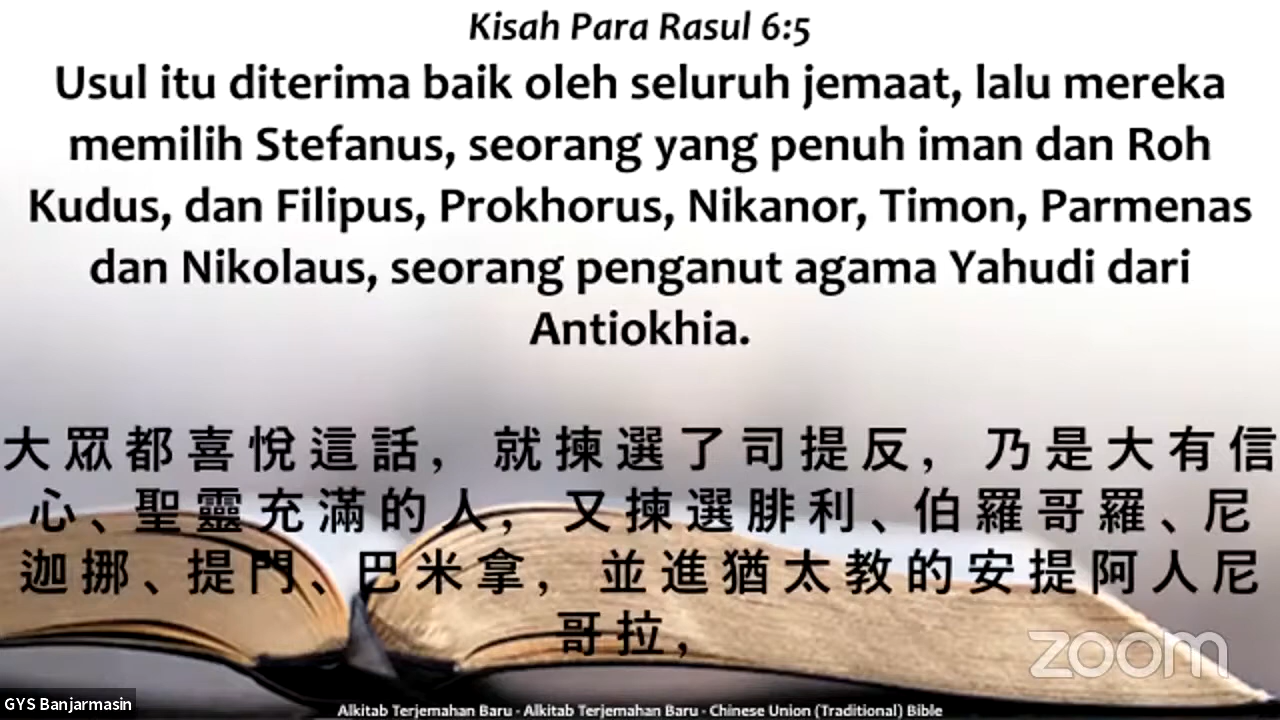 Kisah Para Rasul 6:5
Usul itu diterima baik oleh seluruh jemaat, lalu mereka
memilih Stefanus, seorang yang penuh iman dan Roh
Kudus, dan Filipus, Prokhorus, Nikanor, Timon, Parmenas
dan Nikolaus, seorang penganut agama Yahudi dari
Antiokhia.
大眾都喜悅這話，就揀選了司提反，乃是大有信
心、聖靈充滿的人，又揀選腓利、伯羅哥羅、尼
迦挪、提門、巴米拿，並進猶太教的安提阿人尼
哥拉，
zoom
GYS Banjarmasin
Alkitab Terjemahan Baru - Alkitab Terjemahan Baru - Chinese Union (Traditional) Bible